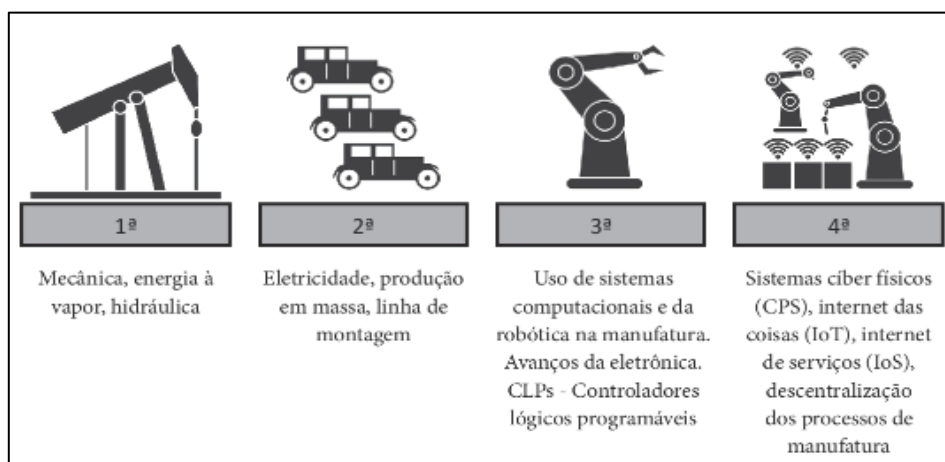 1ª
Mecânica, energia à
vapor, hidráulica
2ª
Eletricidade, produção
em massa, linha de
montagem
3ª
Uso de sistemas
computacionais e da
robótica na manufatura.
Avanços da eletrônica.
CLPs - Controladores
lógicos programáveis
4ª
Sistemas cíber físicos
(CPS), internet das
coisas (IoT), internet
de serviços (IoS),
descentralização
dos processos de
manufatura